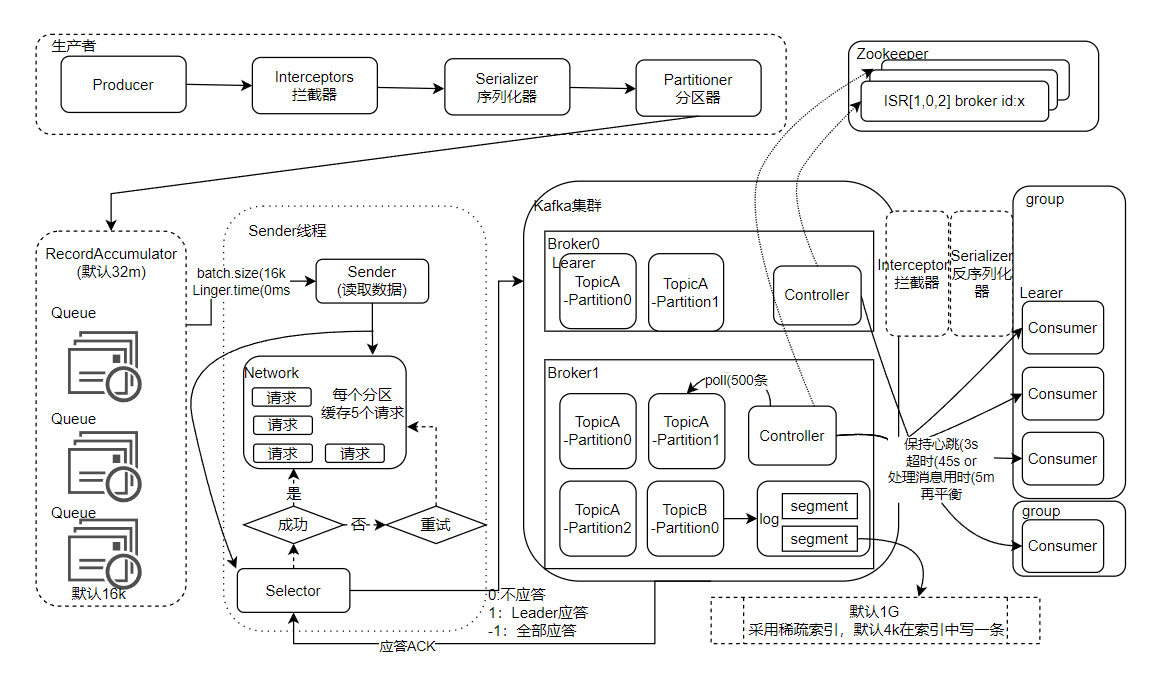 生产者
Producer
Interceptors
拦截器
Serializer
序列化器
Partitioner
分区器
Zookeeper
ISR[1,0,2] broker id:x
RecordAccumulator
(默认32m)
Queue
Queue
Queue
默认16k
batch.size(16k
Linger.time(0ms
Sender线程
Sender
(读取数据)
Network
请求
请求
请求
请求
每个分区
缓存5个请求
是
成功
否
重试
Selector
0:不应答
1：Leader应答
-1：全部应答
应答ACK
Kafka集群
Broker0
Learer
TopicA
-Partition0
TopicA
-Partition1
Controller
Broker1
poll(500条
TopicA
-Partition0
TopicA
-Partition1
Controller
TopicA
-Partition2
TopicB
-Partition0
log
segment
segment
默认1G
采用稀疏索引，默认4k在索引中写一条
Interceptor
拦截器
Serializer
反序列化
器
保持心跳(3s
超时(45s or
处理消息用时(5m
再平衡
group
Learer
Consumer
Consumer
Consumer
group
Consumer